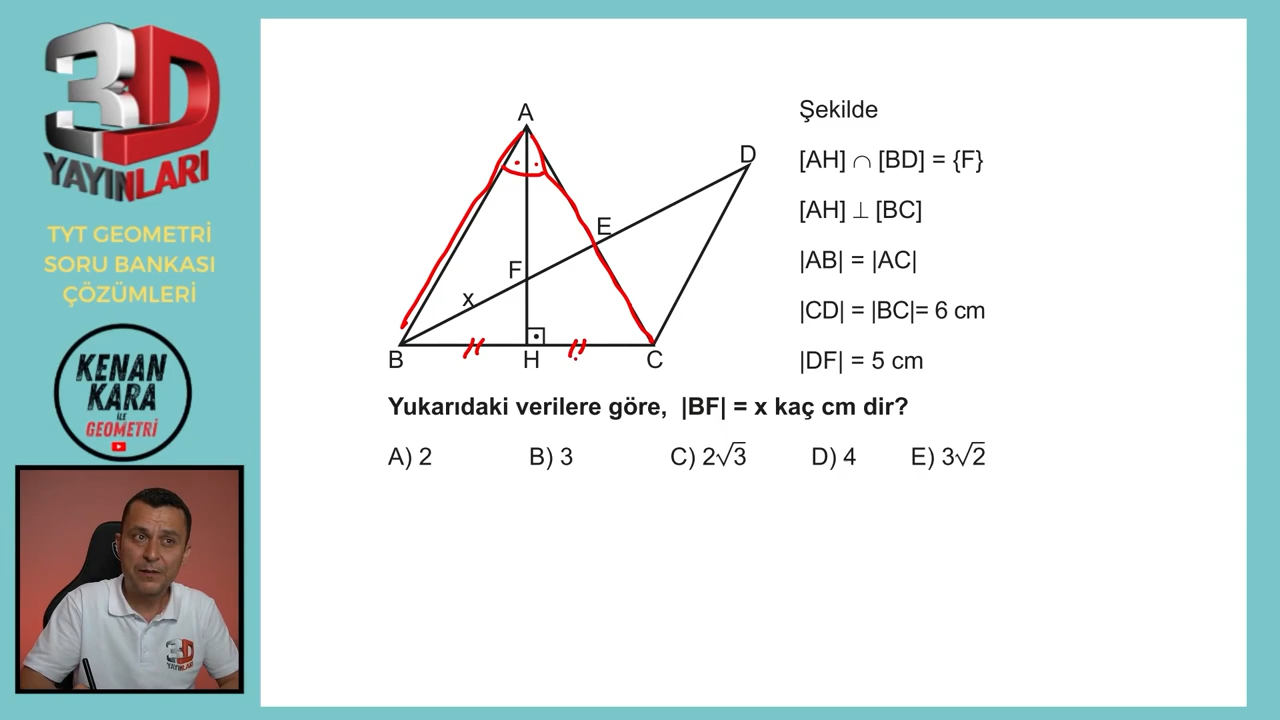 3D
YAYINLARI
TYT GEOMETRİ
SORU BANKASI
ÇÖZÜMLERİ
KENAN
KARA
İLE
GEOMETRİ
3D
YAYINLARI
A
D
E
F
x
B
H
C
Şekilde
[AH] ∩ [BD] = {F}
[AH] ⊥ [BC]
|AB| = |AC|
|CD| = |BC|= 6 cm
|DF| = 5 cm
Yukarıdaki verilere göre, |BF| = x kaç cm dir?
A) 2 B) 3 C) 2√3 D) 4 E) 3√2